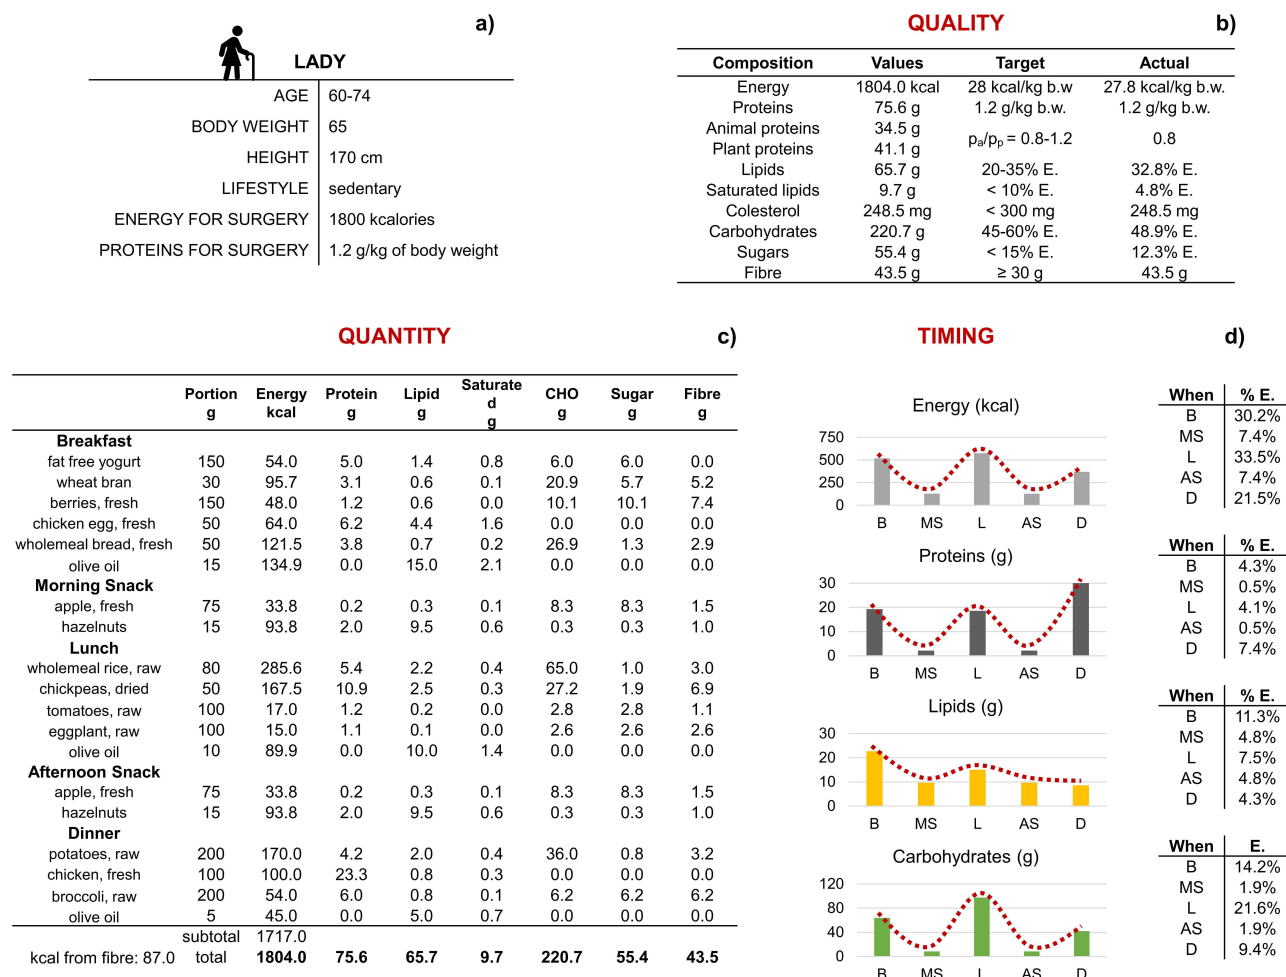 a)
LADY
AGE 60-74
BODY WEIGHT 65
HEIGHT 170 cm
LIFESTYLE sedentary
ENERGY FOR SURGERY 1800 kcalories
PROTEINS FOR SURGERY 1.2 g/kg of body weight
QUALITY
b)
Composition Values Target Actual
Energy 1804.0 kcal 28 kcal/kg b.w 27.8 kcal/kg b.w.
Proteins 75.6 g 1.2 g/kg b.w. 1.2 g/kg b.w.
Animal proteins 34.5 g
pa/pp = 0.8-1.2 0.8
Plant proteins 41.1 g
Lipids 65.7 g 20-35% E. 32.8% E.
Saturated lipids 9.7 g < 10% E. 4.8% E.
Colesterol 248.5 mg < 300 mg 248.5 mg
Carbohydrates 220.7 g 45-60% E. 48.9% E.
Sugars 55.4 g < 15% E. 12.3% E.
Fibre 43.5 g ≥ 30 g 43.5 g
QUANTITY
c)
Portion g Energy kcal Protein g Lipid g Saturate d g CHO g Sugar g Fibre g
Breakfast
fat free yogurt 150 54.0 5.0 1.4 0.8 6.0 6.0 0.0
wheat bran 30 95.7 3.1 0.6 0.1 20.9 5.7 5.2
berries, fresh 150 48.0 1.2 0.6 0.0 10.1 10.1 7.4
chicken egg, fresh 50 64.0 6.2 4.4 1.6 0.0 0.0 0.0
wholemeal bread, fresh 50 121.5 3.8 0.7 0.2 26.9 1.3 2.9
olive oil 15 134.9 0.0 15.0 2.1 0.0 0.0 0.0
Morning Snack
apple, fresh 75 33.8 0.2 0.3 0.1 8.3 8.3 1.5
hazelnuts 15 93.8 2.0 9.5 0.6 0.3 0.3 1.0
Lunch
wholemeal rice, raw 80 285.6 5.4 2.2 0.4 65.0 1.0 3.0
chickpeas, dried 50 167.5 10.9 2.5 0.3 27.2 1.9 6.9
tomatoes, raw 100 17.0 1.2 0.2 0.0 2.8 2.8 1.1
eggplant, raw 100 15.0 1.1 0.1 0.0 2.6 2.6 2.6
olive oil 10 89.9 0.0 10.0 1.4 0.0 0.0 0.0
Afternoon Snack
apple, fresh 75 33.8 0.2 0.3 0.1 8.3 8.3 1.5
hazelnuts 15 93.8 2.0 9.5 0.6 0.3 0.3 1.0
Dinner
potatoes, raw 200 170.0 4.2 2.0 0.4 36.0 0.8 3.2
chicken, fresh 100 100.0 23.3 0.8 0.3 0.0 0.0 0.0
broccoli, raw 200 54.0 6.0 0.8 0.1 6.2 6.2 6.2
olive oil 5 45.0 0.0 5.0 0.7 0.0 0.0 0.0
subtotal 1717.0
kcal from fibre: 87.0 total 1804.0 75.6 65.7 9.7 220.7 55.4 43.5
TIMING
d)
Energy (kcal)
750
500
250
0
B MS L AS D
When % E.
B 30.2%
MS 7.4%
L 33.5%
AS 7.4%
D 21.5%
Proteins (g)
30
20
10
0
B MS L AS D
When % E.
B 4.3%
MS 0.5%
L 4.1%
AS 0.5%
D 7.4%
Lipids (g)
30
20
10
0
B MS L AS D
When % E.
B 11.3%
MS 4.8%
L 7.5%
AS 4.8%
D 4.3%
Carbohydrates (g)
120
80
40
0
B MS L AS D
When E.
B 14.2%
MS 1.9%
L 21.6%
AS 1.9%
D 9.4%